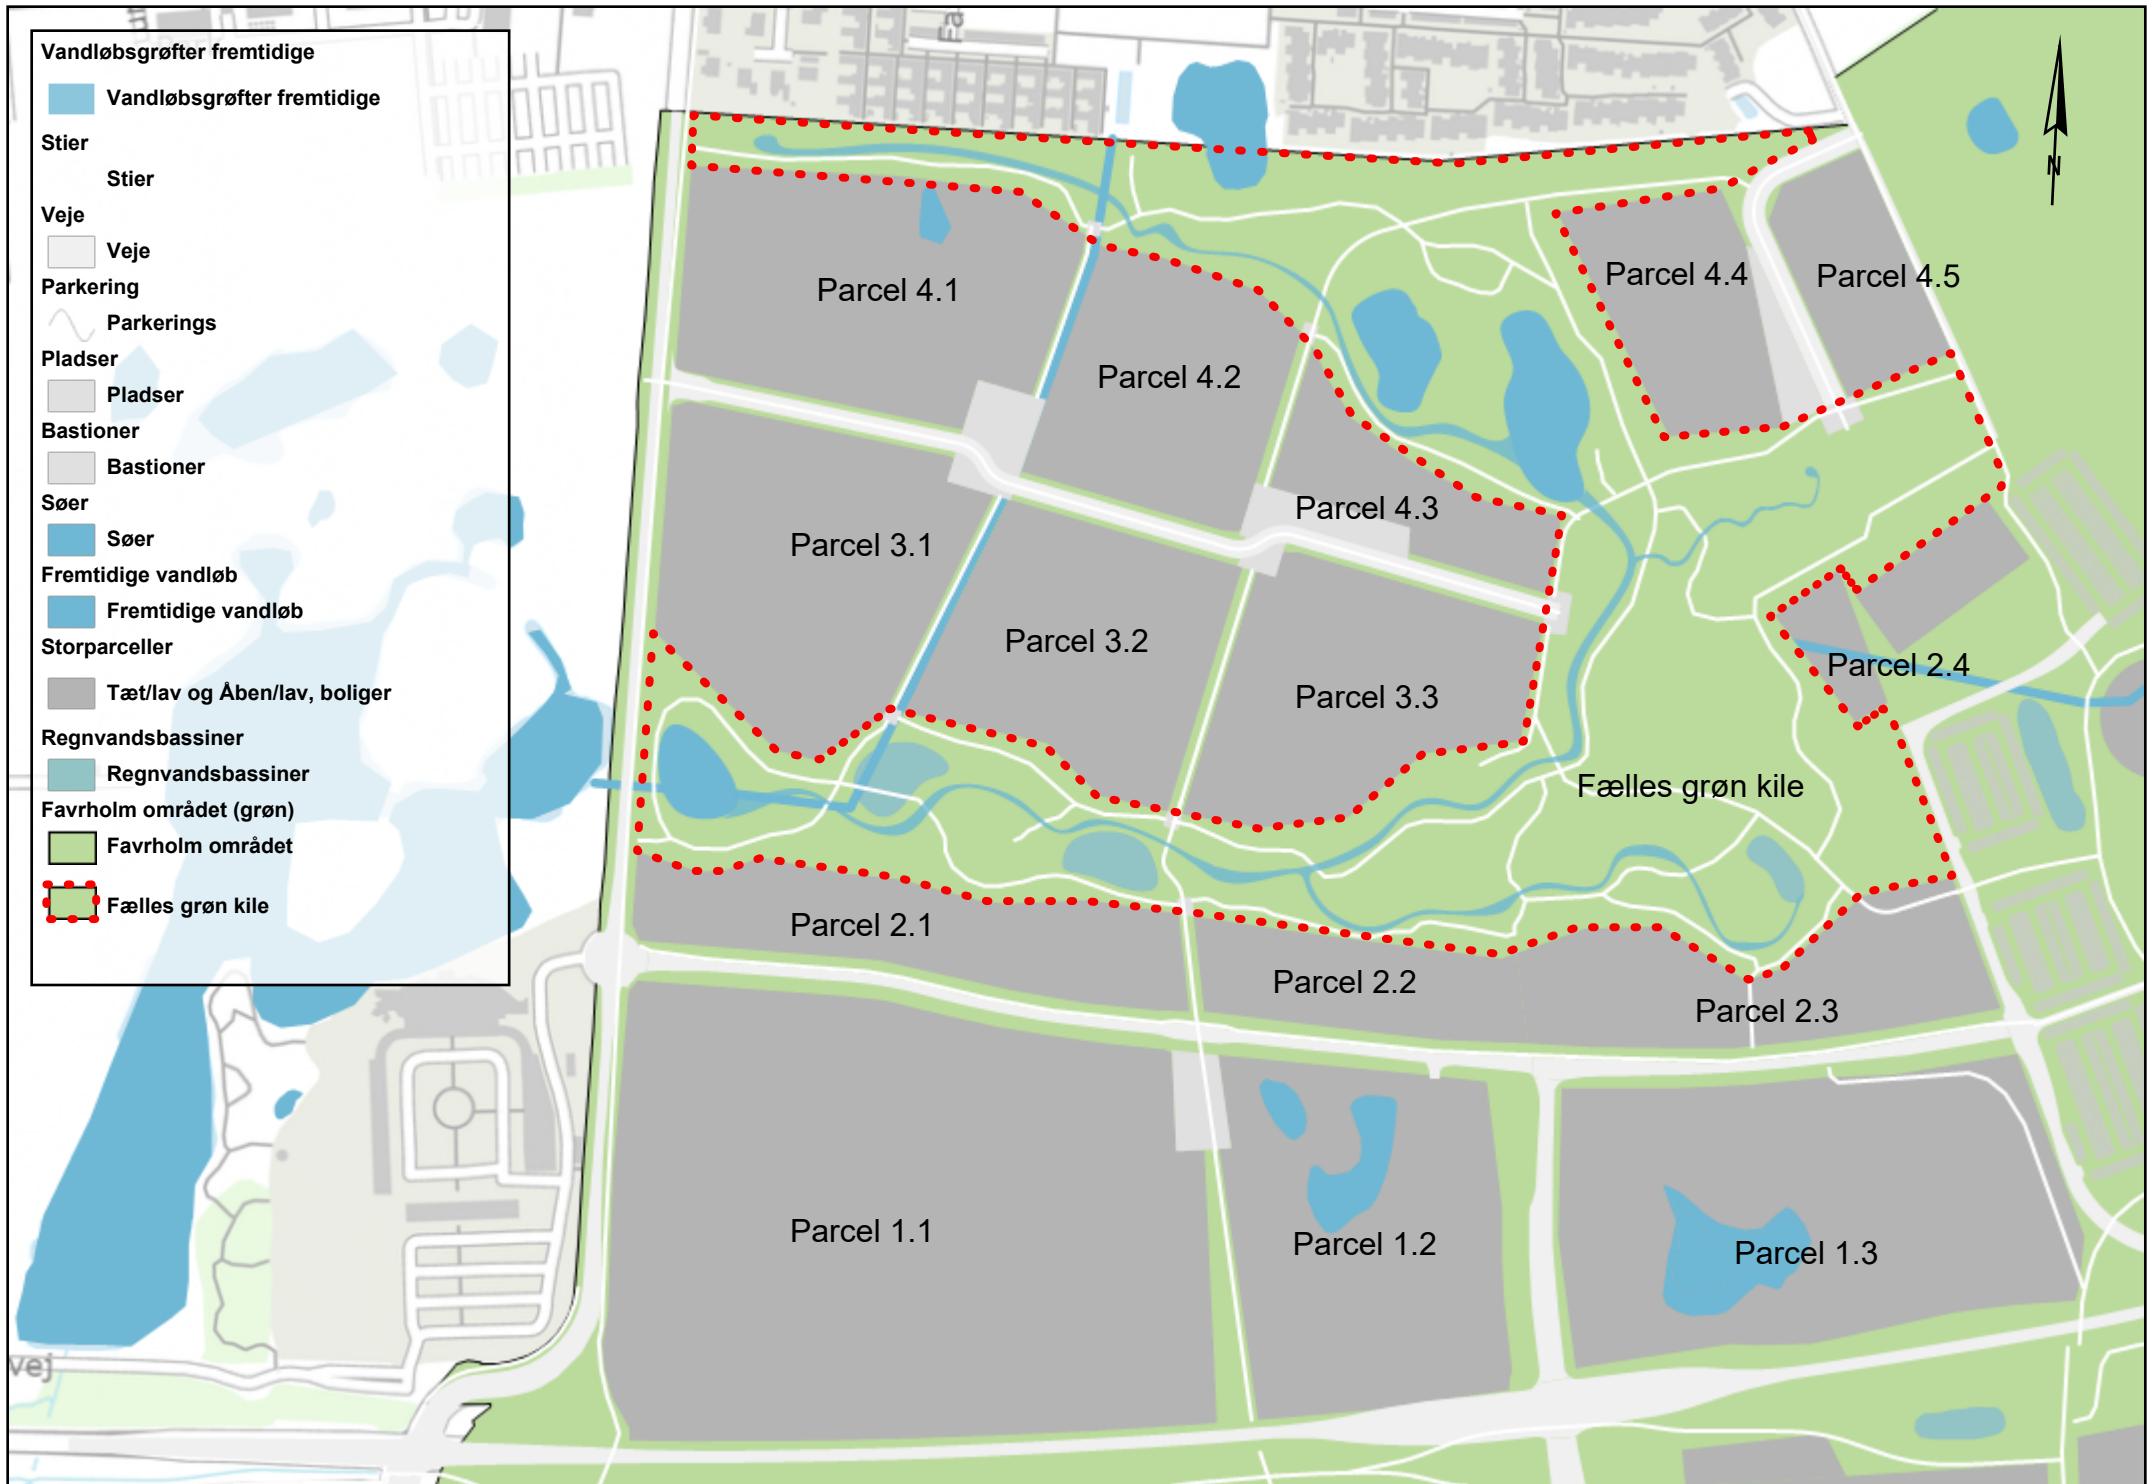 Vandløbsgrøfter fremtidige
Vandløbsgrøfter fremtidige
Stier
Stier
Veje
Veje
Parkering
Parkerings
Pladser
Pladser
Bastioner
Bastioner
Søer
Søer
Fremtidige vandløb
Fremtidige vandløb
Storparceller
Tæt/lav og Åben/lav, boliger
Regnvandsbassiner
Regnvandsbassiner
Favrholm området (grøn)
Favrholm området
Fælles grøn kile
Fa
N
Parcel 4.1
Parcel 4.4
Parcel 4.5
Parcel 4.2
Parcel 4.3
Parcel 3.1
Parcel 3.2
Parcel 3.3
Parcel 2.4
Fælles grøn kile
Parcel 2.1
Parcel 2.2
Parcel 2.3
Parcel 1.1
Parcel 1.2
Parcel 1.3
vej